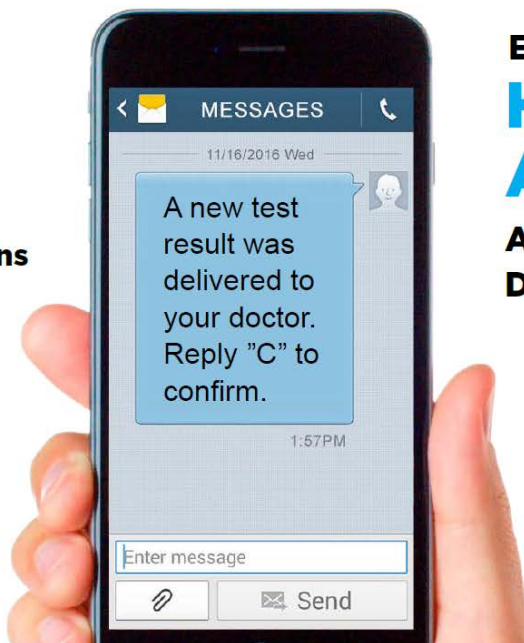 MESSAGES
11/16/2016 Wed
A new test
result was
delivered to
your doctor.
Reply ”C” to
confirm.
1:57PM
Enter message
Send